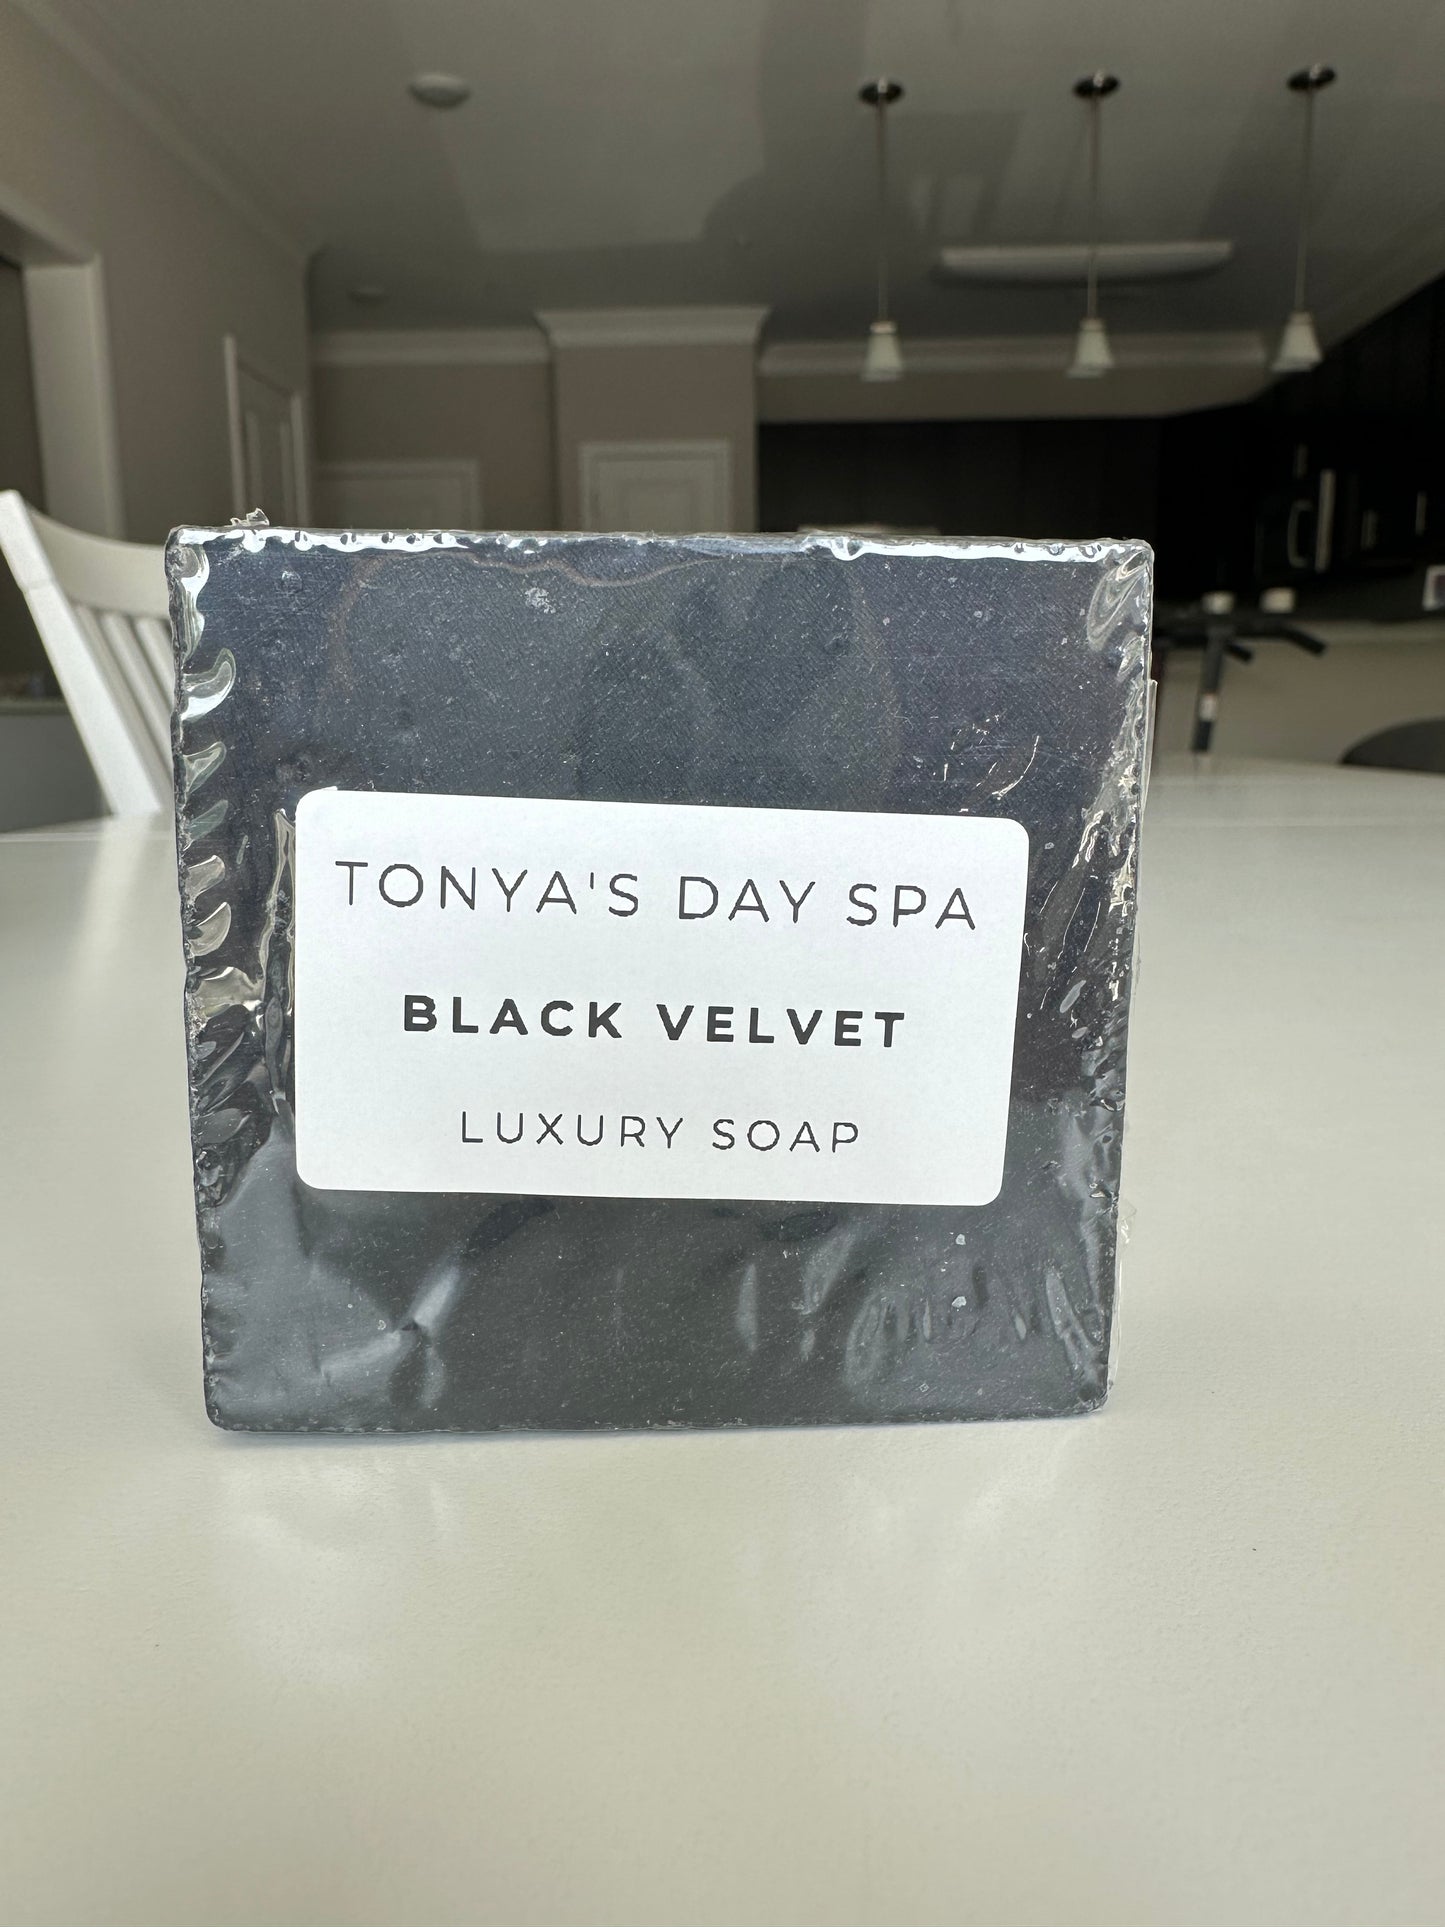 TONYA'S DAY SPA
BLACK VELVET
LUXURY SOAP